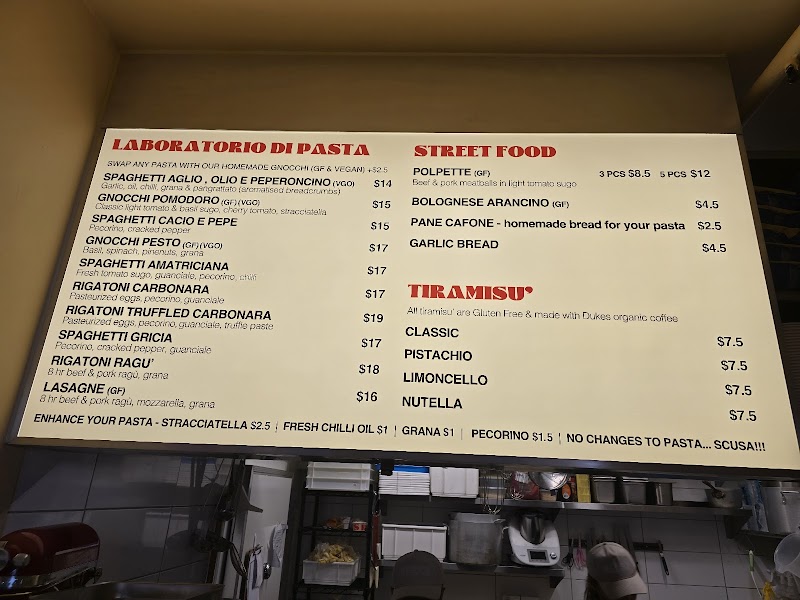 LABORATORIO DI PASTA
SWAP ANY PASTA WITH OUR HOMEMADE GNOCCHI (GF & VEGAN) +$2.5
SPAGHETTI AGLIO , OLIO E PEPERONCINO (VGO) $14
Garlic, oil, chilli, grana & pangrattato (aromatised breadcrumbs)
GNOCCHI POMODORO (GF) (VGO) $15
Classic light tomato & basil sugo, cherry tomato, stracciatella
SPAGHETTI CACIO E PEPE $15
Pecorino, cracked pepper
GNOCCHI PESTO (GF) (VGO) $17
Basil, spinach, pinenuts, grana
SPAGHETTI AMATRICIANA $17
Fresh tomato sugo, guanciale, pecorino, chilli
RIGATONI CARBONARA $17
Pasteurized eggs, pecorino, guanciale
RIGATONI TRUFFLED CARBONARA $19
Pasteurized eggs, pecorino, guanciale, truffle paste
SPAGHETTI GRICIA $17
Pecorino, cracked pepper, guanciale
RIGATONI RAGU' $18
8 hr beef & pork ragù, grana
LASAGNE (GF) $16
8 hr beef & pork ragù, mozzarella, grana
STREET FOOD
POLPETTE (GF) 3 PCS $8.5 5 PCS $12
Beef & pork meatballs in light tomato sugo
BOLOGNESE ARANCINO (GF) $4.5
PANE CAFONE - homemade bread for your pasta $2.5
GARLIC BREAD $4.5
TIRAMISU'
All tiramisu' are Gluten Free & made with Dukes organic coffee
CLASSIC $7.5
PISTACHIO $7.5
LIMONCELLO $7.5
NUTELLA $7.5
ENHANCE YOUR PASTA - STRACCIATELLA $2.5 | FRESH CHILLI OIL $1 | GRANA $1 | PECORINO $1.5 | NO CHANGES TO PASTA... SCUSA!!!